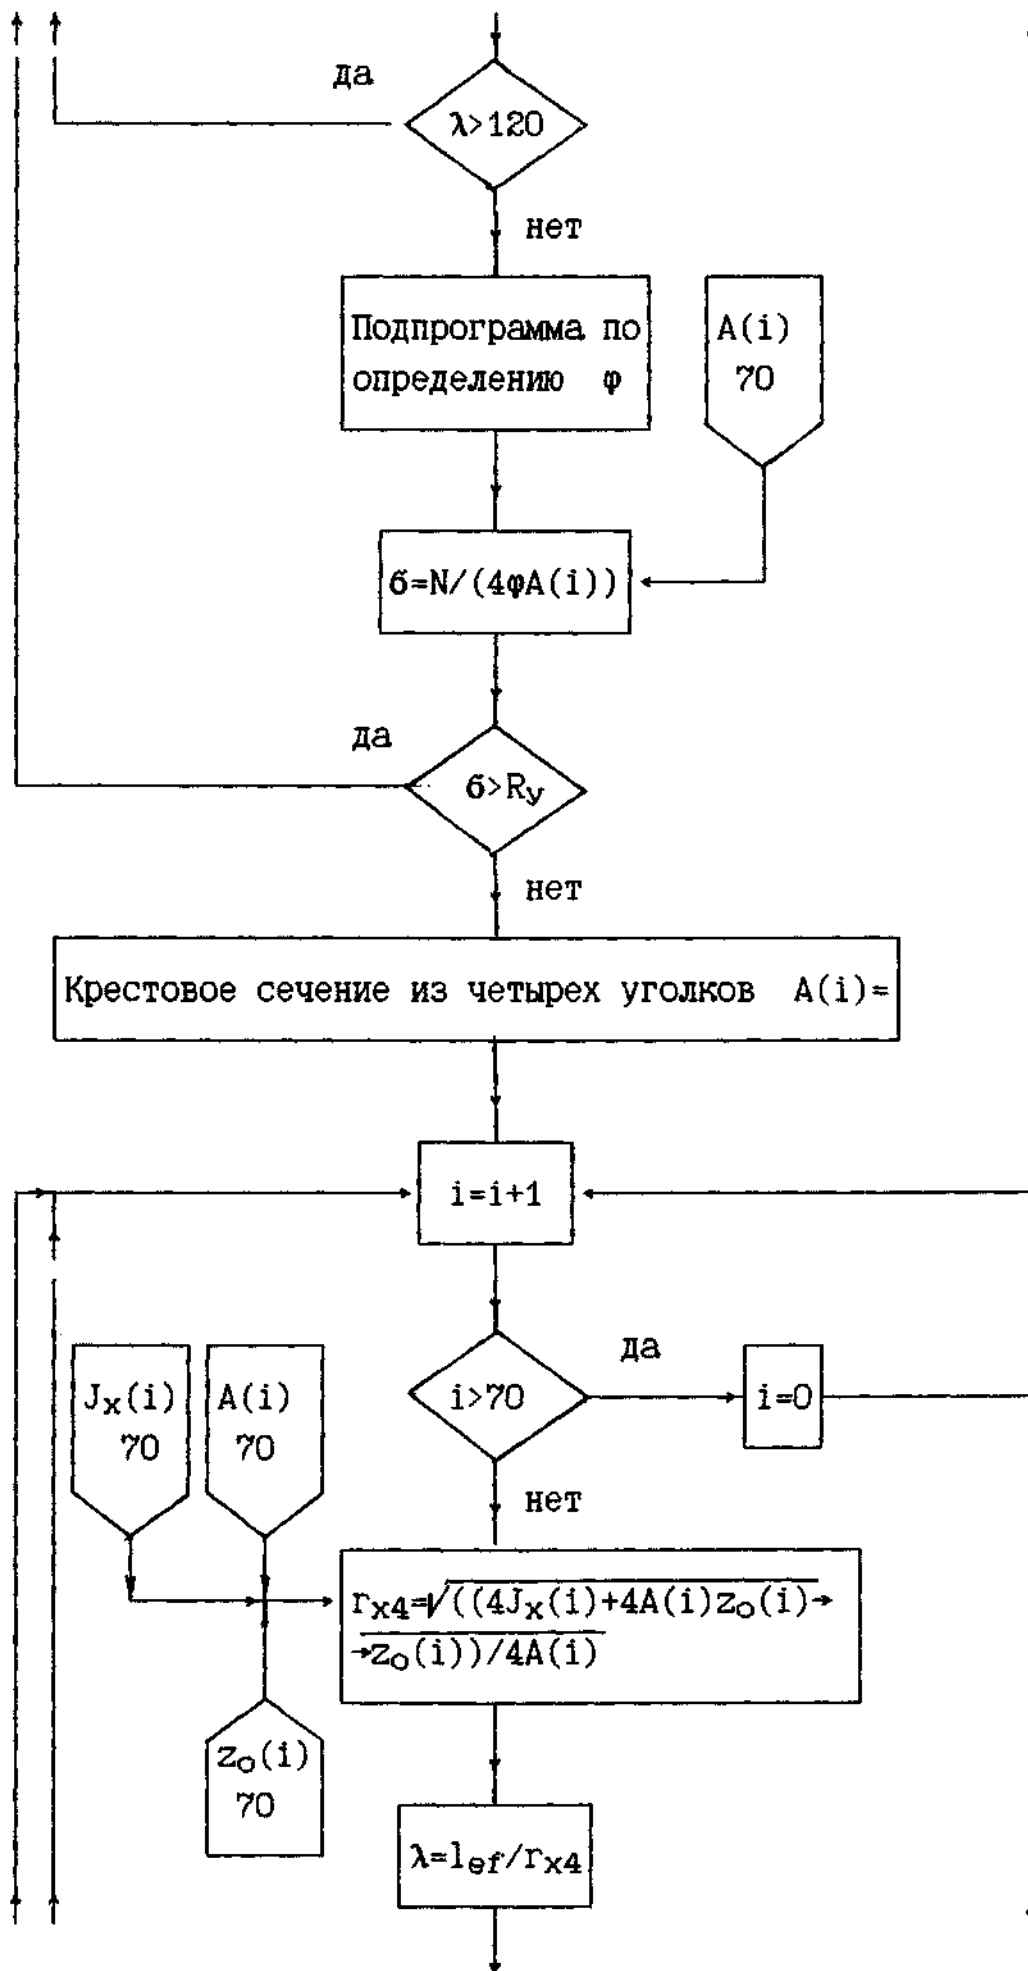 да
λ>120
нет
Подпрограмма по
определению φ
A(i)
70
σ=N/(4φA(i))
да
σ>Ry
нет
Крестовое сечение из четырех уголков A(i)=
i=i+1
да
Jx(i)
70
A(i)
70
i>70
i=0
нет
rx4=√((4Jx(i)+4A(i)zo(i)→
→zo(i))/4A(i)
zo(i)
70
λ=lef/rx4